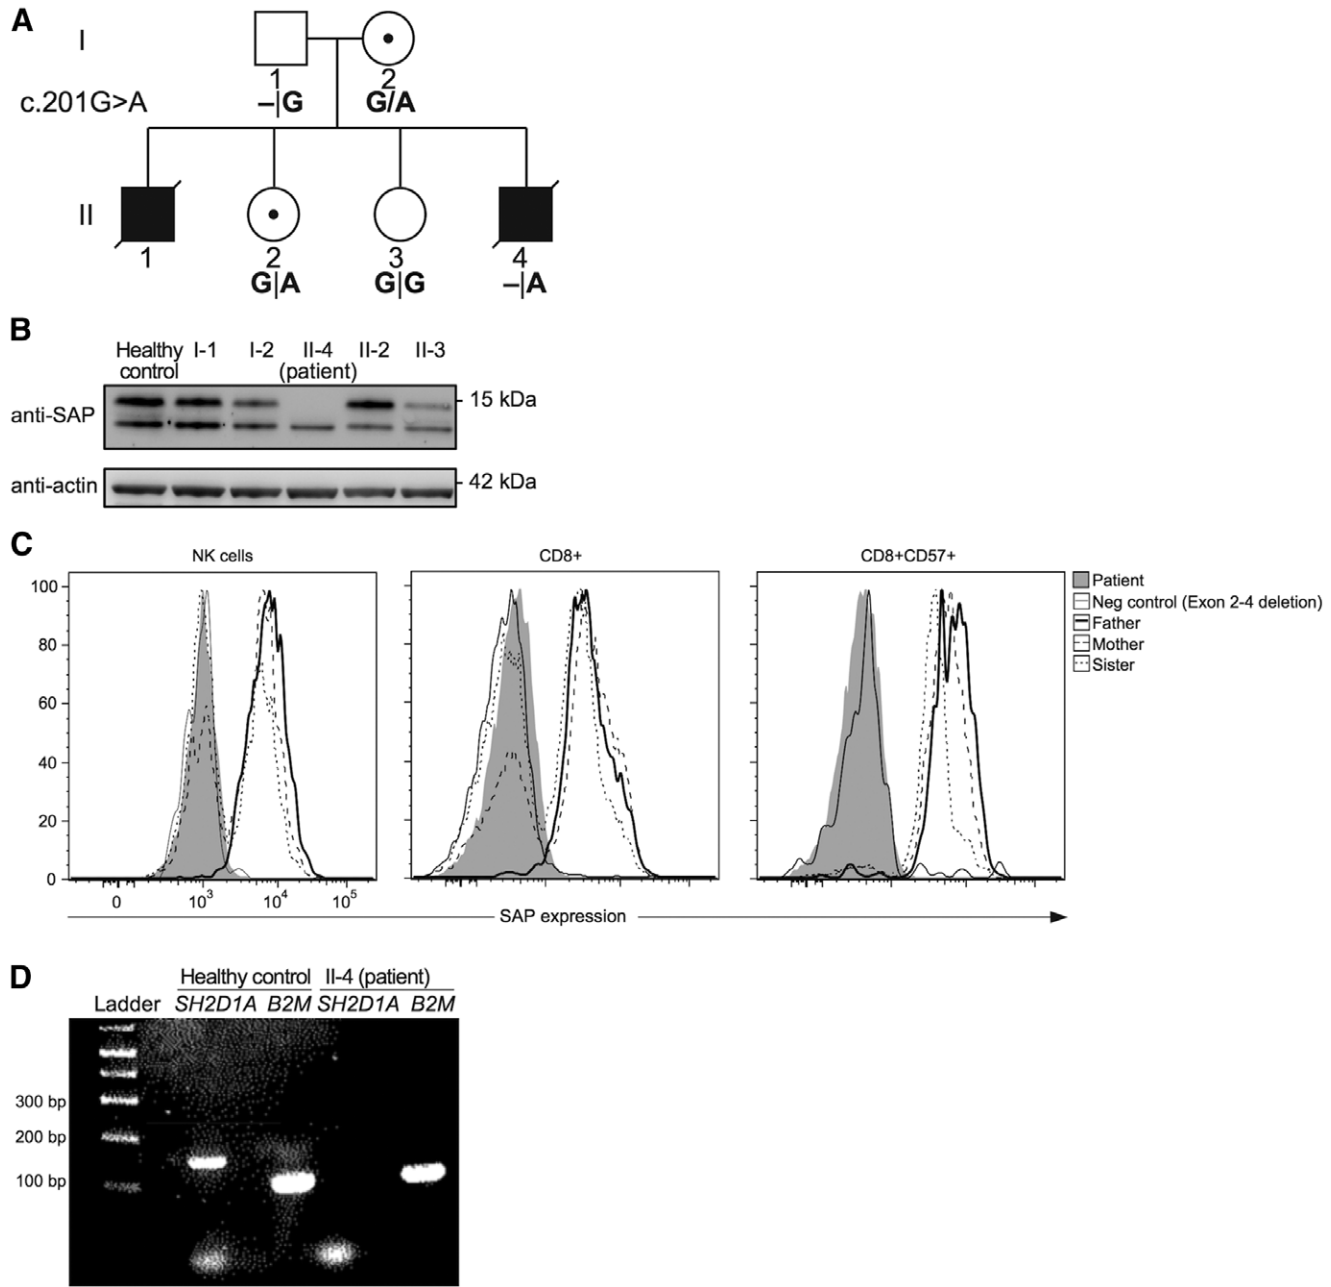 A
I
1 2
c.201G>A
–|G G/A
II
1 2 3 4
G|A G|G –|A
B
Healthy control I-1 I-2 II-4 (patient) II-2 II-3
anti-SAP
15 kDa
anti-actin
42 kDa
C
NK cells CD8+ CD8+CD57+
100
80
60
40
20
0
0 10³ 10⁴ 10⁵
Patient
Neg control (Exon 2-4 deletion)
Father
Mother
Sister
SAP expression
D
Healthy control II-4 (patient)
Ladder SH2D1A B2M SH2D1A B2M
300 bp
200 bp
100 bp